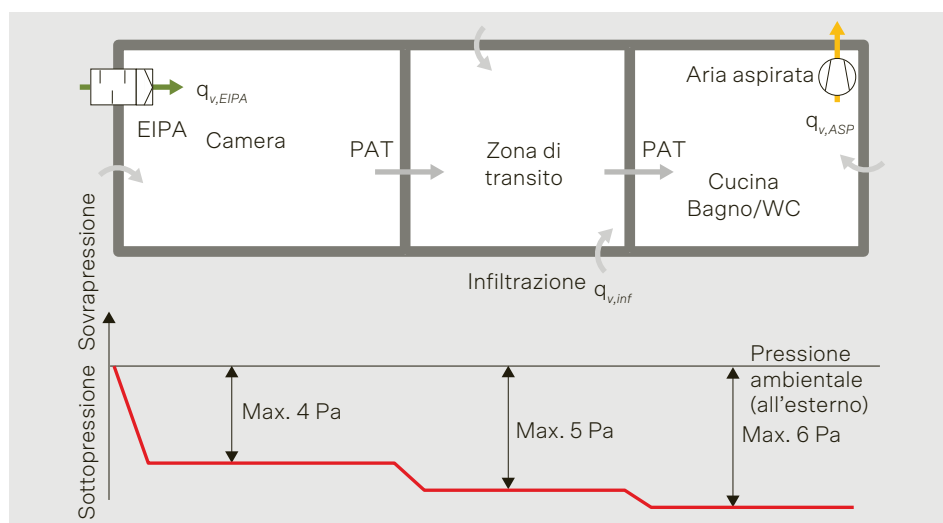 Aria aspirata
q_v,EIPA
EIPA
Camera
PAT
Zona di
transito
PAT
q_v,ASP
Cucina
Bagno/WC
Infiltrazione q_v,inf
Sovrapressione
Sottopressione
Pressione
ambientale
(all'esterno)
Max. 4 Pa
Max. 5 Pa
Max. 6 Pa